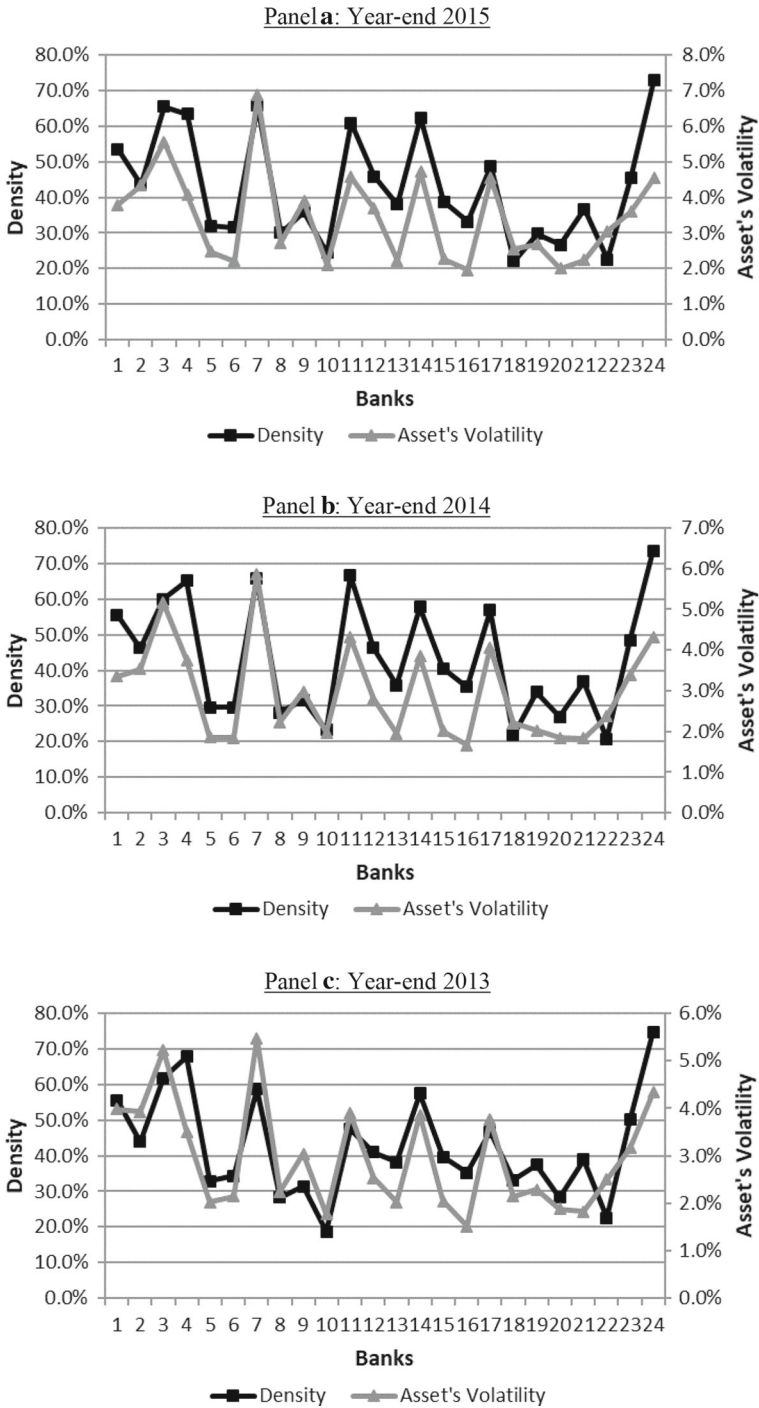 Panel a: Year-end 2015
80.0%
70.0%
60.0%
50.0%
40.0%
30.0%
20.0%
10.0%
0.0%
Density
8.0%
7.0%
6.0%
5.0%
4.0%
3.0%
2.0%
1.0%
0.0%
Asset's Volatility
1 2 3 4 5 6 7 8 9 10 11 12 13 14 15 16 17 18 19 20 21 22 23 24
Banks
Density Asset's Volatility
Panel b: Year-end 2014
80.0%
70.0%
60.0%
50.0%
40.0%
30.0%
20.0%
10.0%
0.0%
Density
7.0%
6.0%
5.0%
4.0%
3.0%
2.0%
1.0%
0.0%
Asset's Volatility
1 2 3 4 5 6 7 8 9 10 11 12 13 14 15 16 17 18 19 20 21 22 23 24
Banks
Density Asset's Volatility
Panel c: Year-end 2013
80.0%
70.0%
60.0%
50.0%
40.0%
30.0%
20.0%
10.0%
0.0%
Density
6.0%
5.0%
4.0%
3.0%
2.0%
1.0%
0.0%
Asset's Volatility
1 2 3 4 5 6 7 8 9 10 11 12 13 14 15 16 17 18 19 20 21 22 23 24
Banks
Density Asset's Volatility